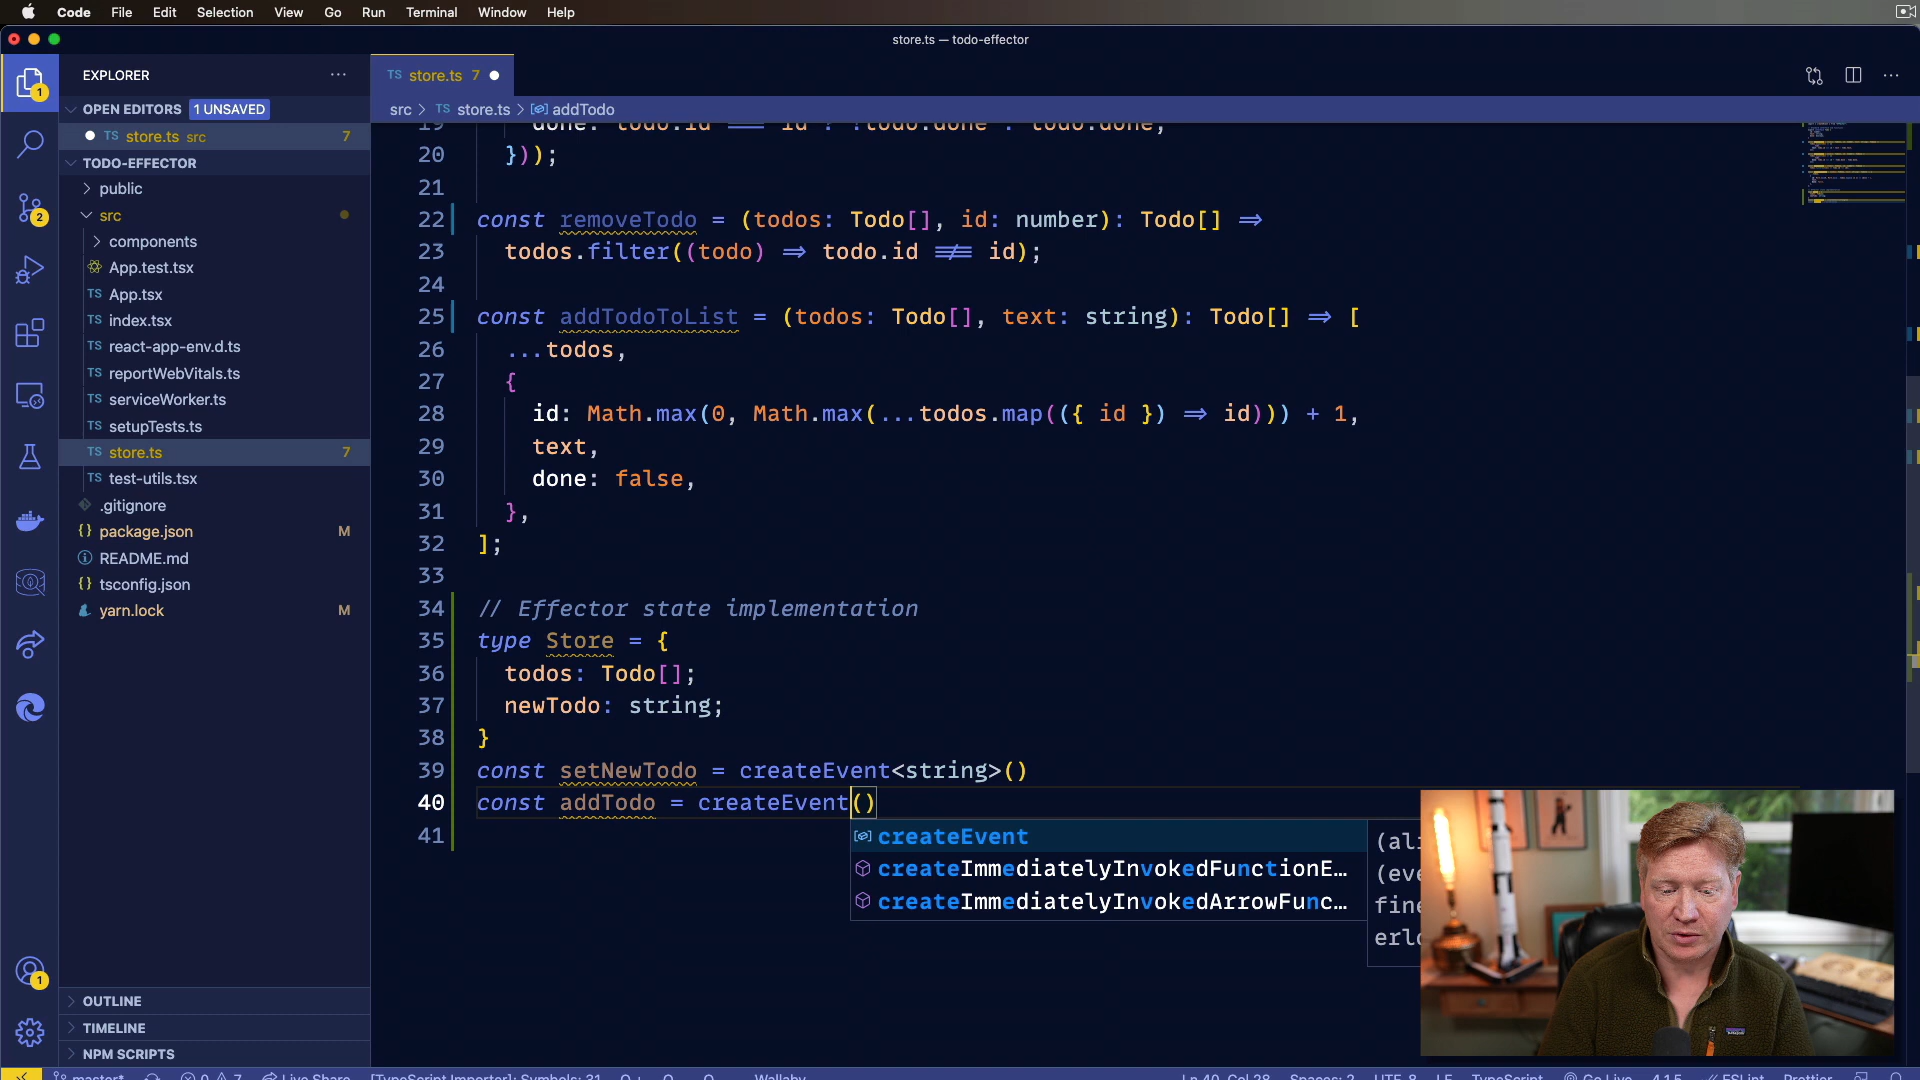 Code File Edit Selection View Go Run Terminal Window Help
store.ts — todo-effector
EXPLORER
TS store.ts 7
OPEN EDITORS 1 UNSAVED
src > TS store.ts > addTodo
TS store.ts src 7
TODO-EFFECTOR
public
src
components
App.test.tsx
TS App.tsx
TS index.tsx
TS react-app-env.d.ts
TS reportWebVitals.ts
TS serviceWorker.ts
TS setupTests.ts
TS store.ts 7
TS test-utils.tsx
.gitignore
{} package.json M
README.md
{} tsconfig.json
yarn.lock M
OUTLINE
TIMELINE
NPM SCRIPTS
1
2
1
19 done: todo.id === id ? !todo.done : todo.done,
20 }));
21
22 const removeTodo = (todos: Todo[], id: number): Todo[] =>
23 todos.filter((todo) => todo.id !== id);
24
25 const addTodoToList = (todos: Todo[], text: string): Todo[] => [
26 ...todos,
27 {
28 id: Math.max(0, Math.max(...todos.map(({ id }) => id))) + 1,
29 text,
30 done: false,
31 },
32 ];
33
34 // Effector state implementation
35 type Store = {
36 todos: Todo[];
37 newTodo: string;
38 }
39 const setNewTodo = createEvent<string>()
40 const addTodo = createEvent()
41
createEvent
createImmediatelyInvokedFunctionE…
createImmediatelyInvokedArrowFunc…
(ali
(eve
fine
erlo
master* 0 7 Live Share [TypeScript Importer]: Symbols: 31 Wallaby Ln 40, Col 28 Spaces: 2 UTF-8 LF TypeScript Go Live 4.1.5 ESLint Prettier